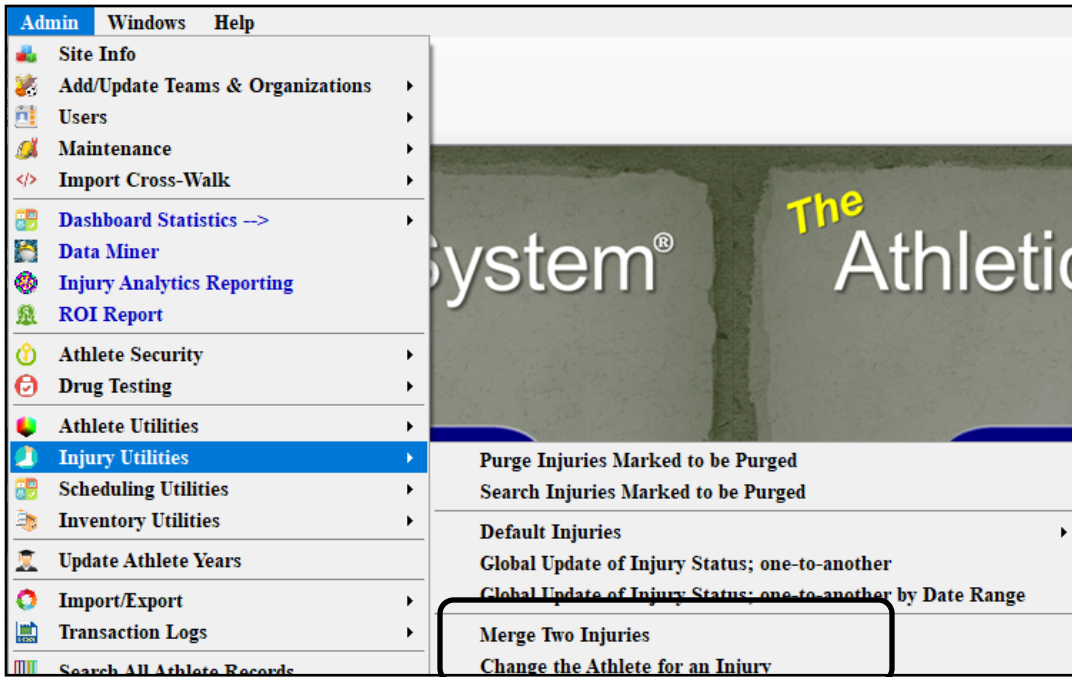 Admin Windows Help
Site Info
Add/Update Teams & Organizations
Users
Maintenance
Import Cross-Walk
Dashboard Statistics -->
Data Miner
Injury Analytics Reporting
ROI Report
Athlete Security
Drug Testing
Athlete Utilities
Injury Utilities
Scheduling Utilities
Inventory Utilities
Update Athlete Years
Import/Export
Transaction Logs
Search All Athlete Records
ystem®
The
Athletic
Purge Injuries Marked to be Purged
Search Injuries Marked to be Purged
Default Injuries
Global Update of Injury Status; one-to-another
Global Update of Injury Status; one-to-another by Date Range
Merge Two Injuries
Change the Athlete for an Injury